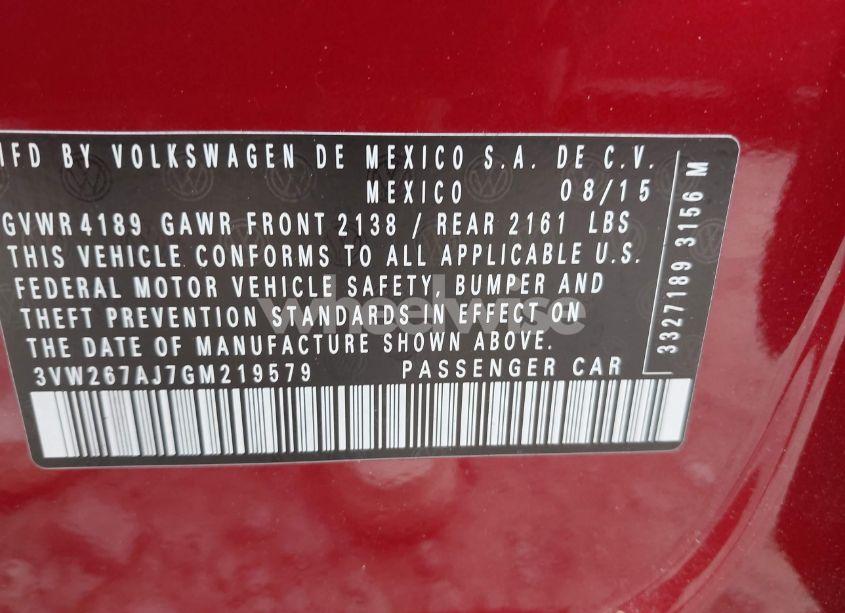 MFD BY VOLKSWAGEN DE MEXICO S.A. DE C.V.
MEXICO 08/15
GVWR 4189 GAWR FRONT 2138 / REAR 2161 LBS
THIS VEHICLE CONFORMS TO ALL APPLICABLE U.S.
FEDERAL MOTOR VEHICLE SAFETY, BUMPER AND
THEFT PREVENTION STANDARDS IN EFFECT ON
THE DATE OF MANUFACTURE SHOWN ABOVE.
3VW267AJ7GM219579 PASSENGER CAR
3327189 3156 M
wheelwise